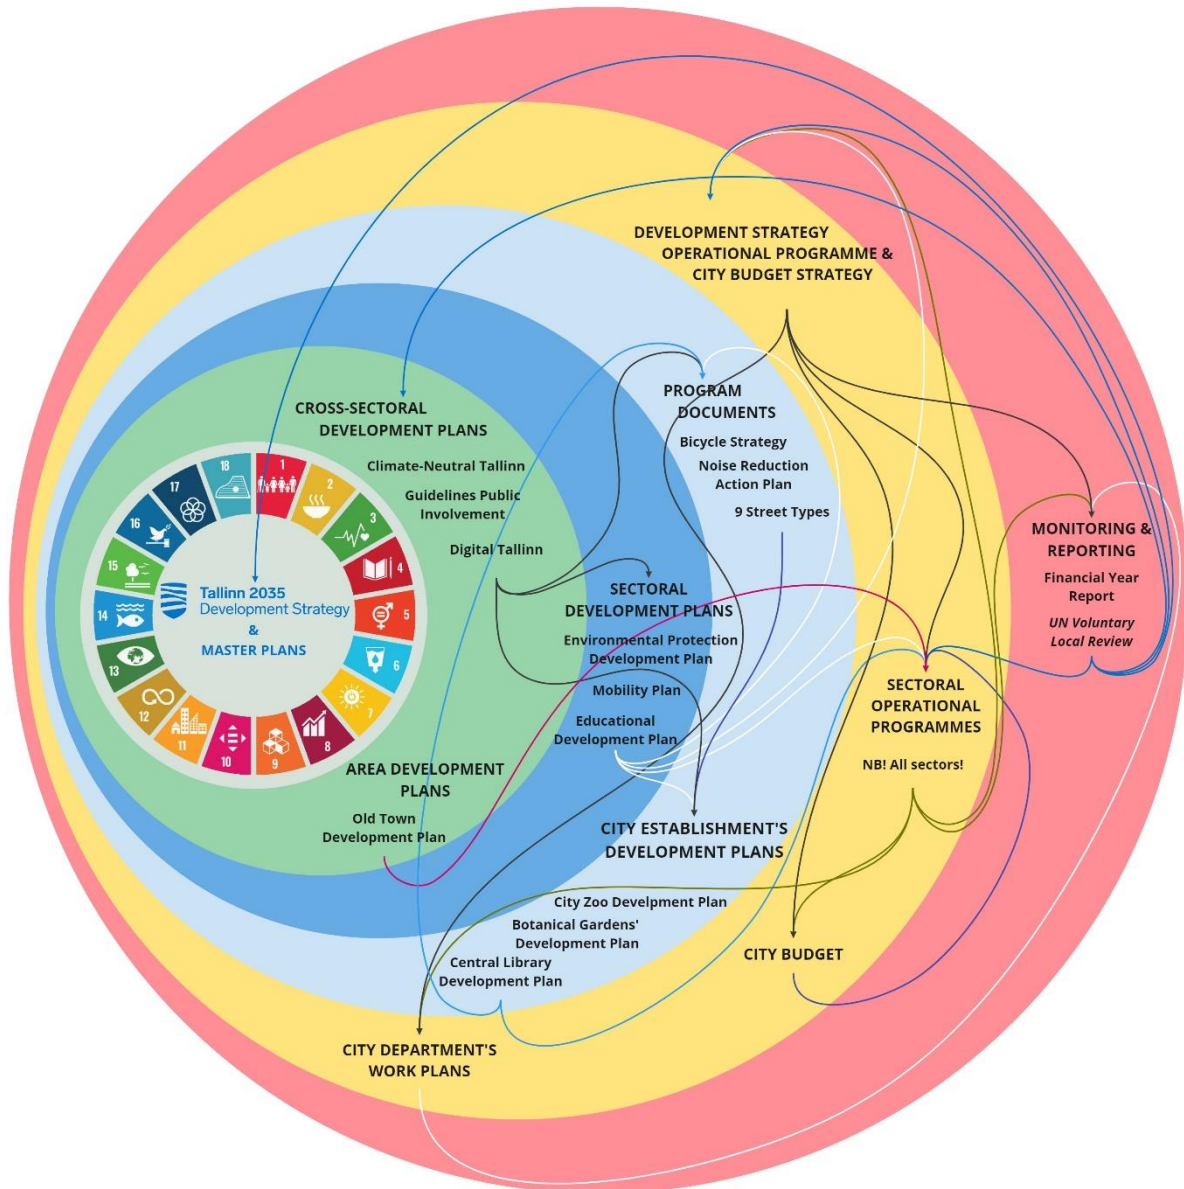 DEVELOPMENT STRATEGY
OPERATIONAL PROGRAMME &
CITY BUDGET STRATEGY
PROGRAM
DOCUMENTS
Bicycle Strategy
Noise Reduction
Action Plan
9 Street Types
CROSS-SECTORAL
DEVELOPMENT PLANS
Climate-Neutral Tallinn
Guidelines Public
Involvement
Digital Tallinn
1
2
3
4
5
6
7
8
9
10
11
12
13
14
15
16
17
18
Tallinn 2035
Development Strategy
&
MASTER PLANS
MONITORING &
REPORTING
Financial Year
Report
UN Voluntary
Local Review
SECTORAL
DEVELOPMENT PLANS
Environmental Protection
Development Plan
Mobility Plan
Educational
Development Plan
SECTORAL
OPERATIONAL
PROGRAMMES
NB! All sectors!
AREA DEVELOPMENT
PLANS
Old Town
Development Plan
CITY ESTABLISHMENT'S
DEVELOPMENT PLANS
City Zoo Develpment Plan
Botanical Gardens'
Development Plan
Central Library
Development Plan
CITY BUDGET
CITY DEPARTMENT'S
WORK PLANS